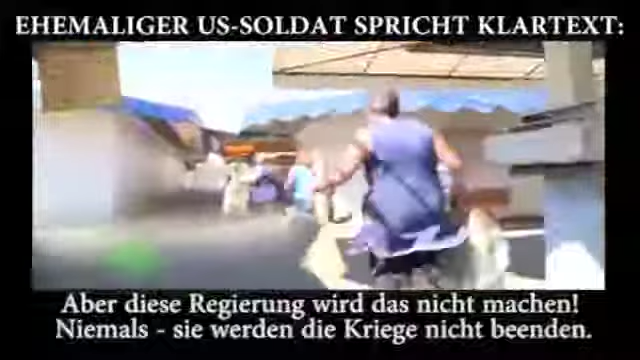 EHEMALIGER US-SOLDAT SPRICHT KLARTEXT:
Aber diese Regierung wird das nicht machen!
Niemals - sie werden die Kriege nicht beenden.